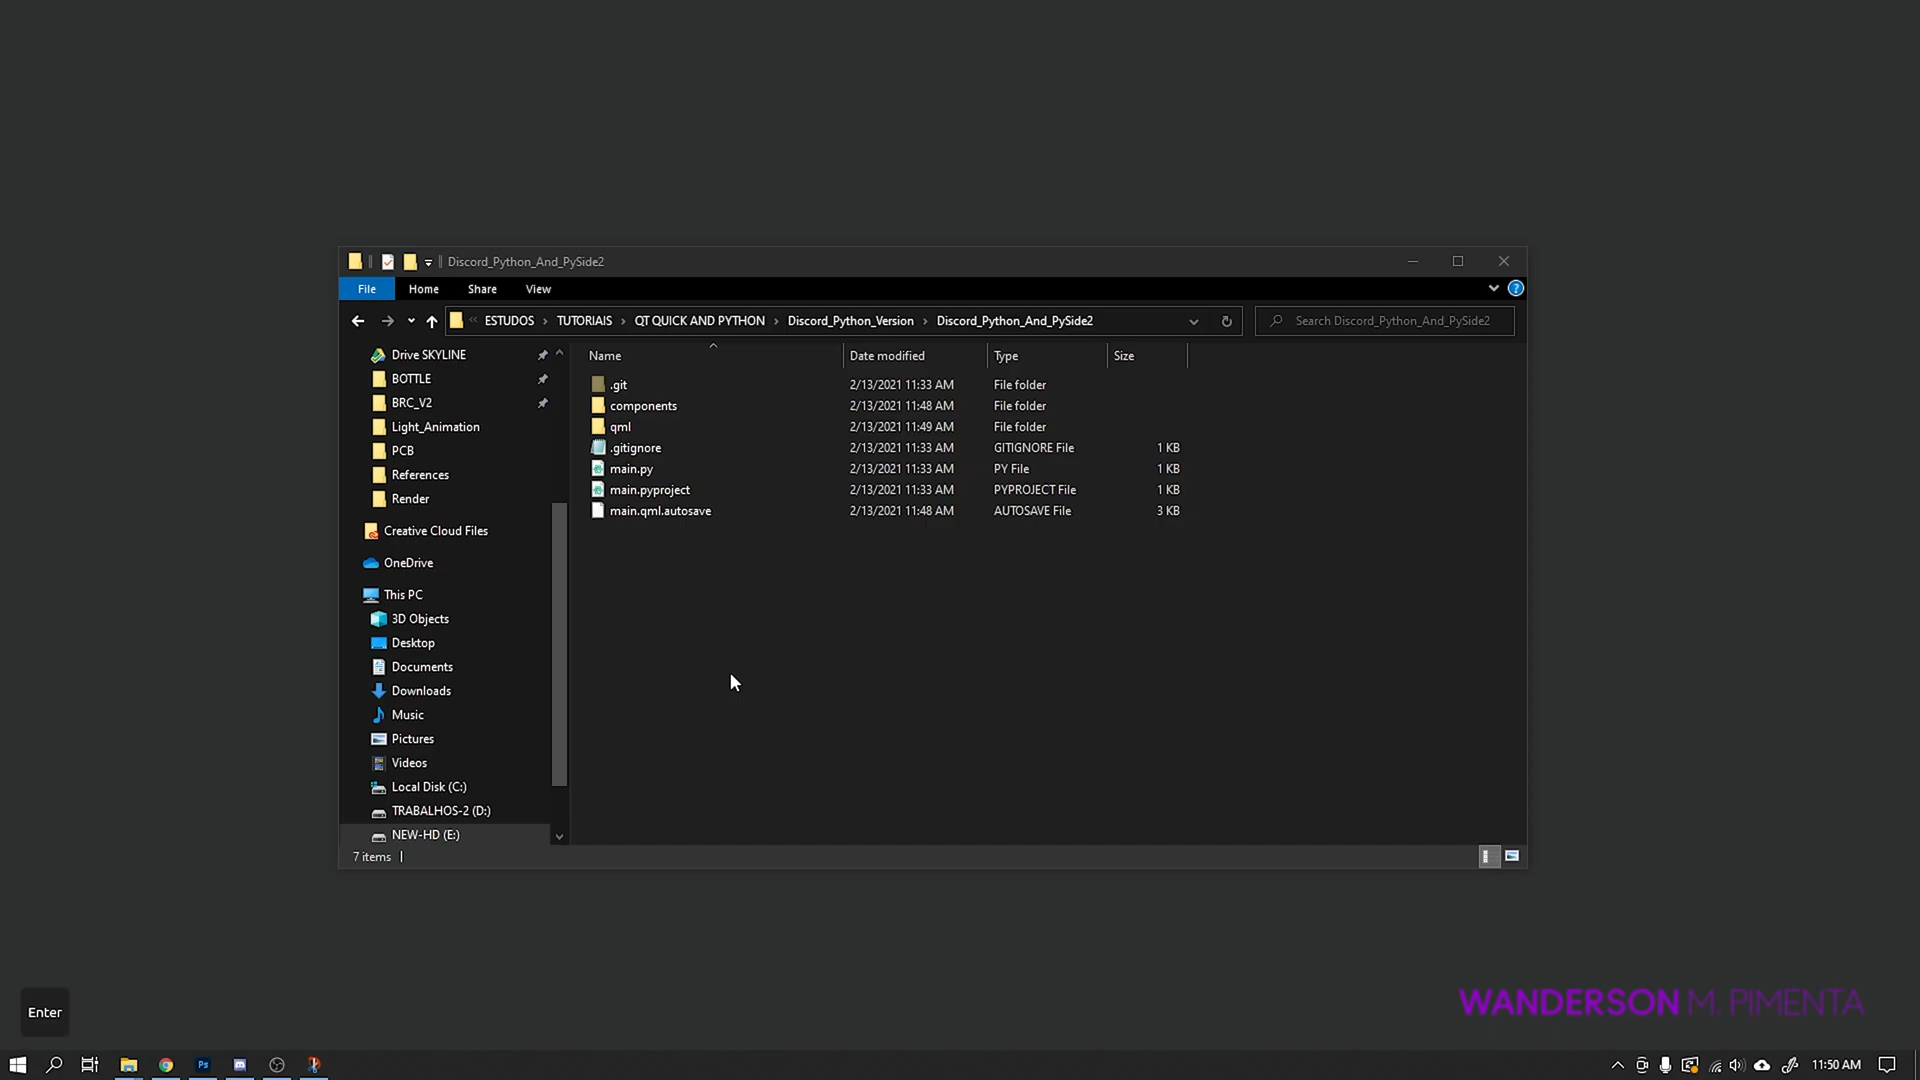 Discord_Python_And_PySide2
File Home Share View
« ESTUDOS › TUTORIAIS › QT QUICK AND PYTHON › Discord_Python_Version › Discord_Python_And_PySide2
Search Discord_Python_And_PySide2
Drive SKYLINE
BOTTLE
BRC_V2
Light_Animation
PCB
References
Render
Creative Cloud Files
OneDrive
This PC
3D Objects
Desktop
Documents
Downloads
Music
Pictures
Videos
Local Disk (C:)
TRABALHOS-2 (D:)
NEW-HD (E:)
Name Date modified Type Size
.git 2/13/2021 11:33 AM File folder
components 2/13/2021 11:48 AM File folder
qml 2/13/2021 11:49 AM File folder
.gitignore 2/13/2021 11:33 AM GITIGNORE File 1 KB
main.py 2/13/2021 11:33 AM PY File 1 KB
main.pyproject 2/13/2021 11:33 AM PYPROJECT File 1 KB
main.qml.autosave 2/13/2021 11:48 AM AUTOSAVE File 3 KB
7 items
Enter
WANDERSON M. PIMENTA
Ps
11:50 AM